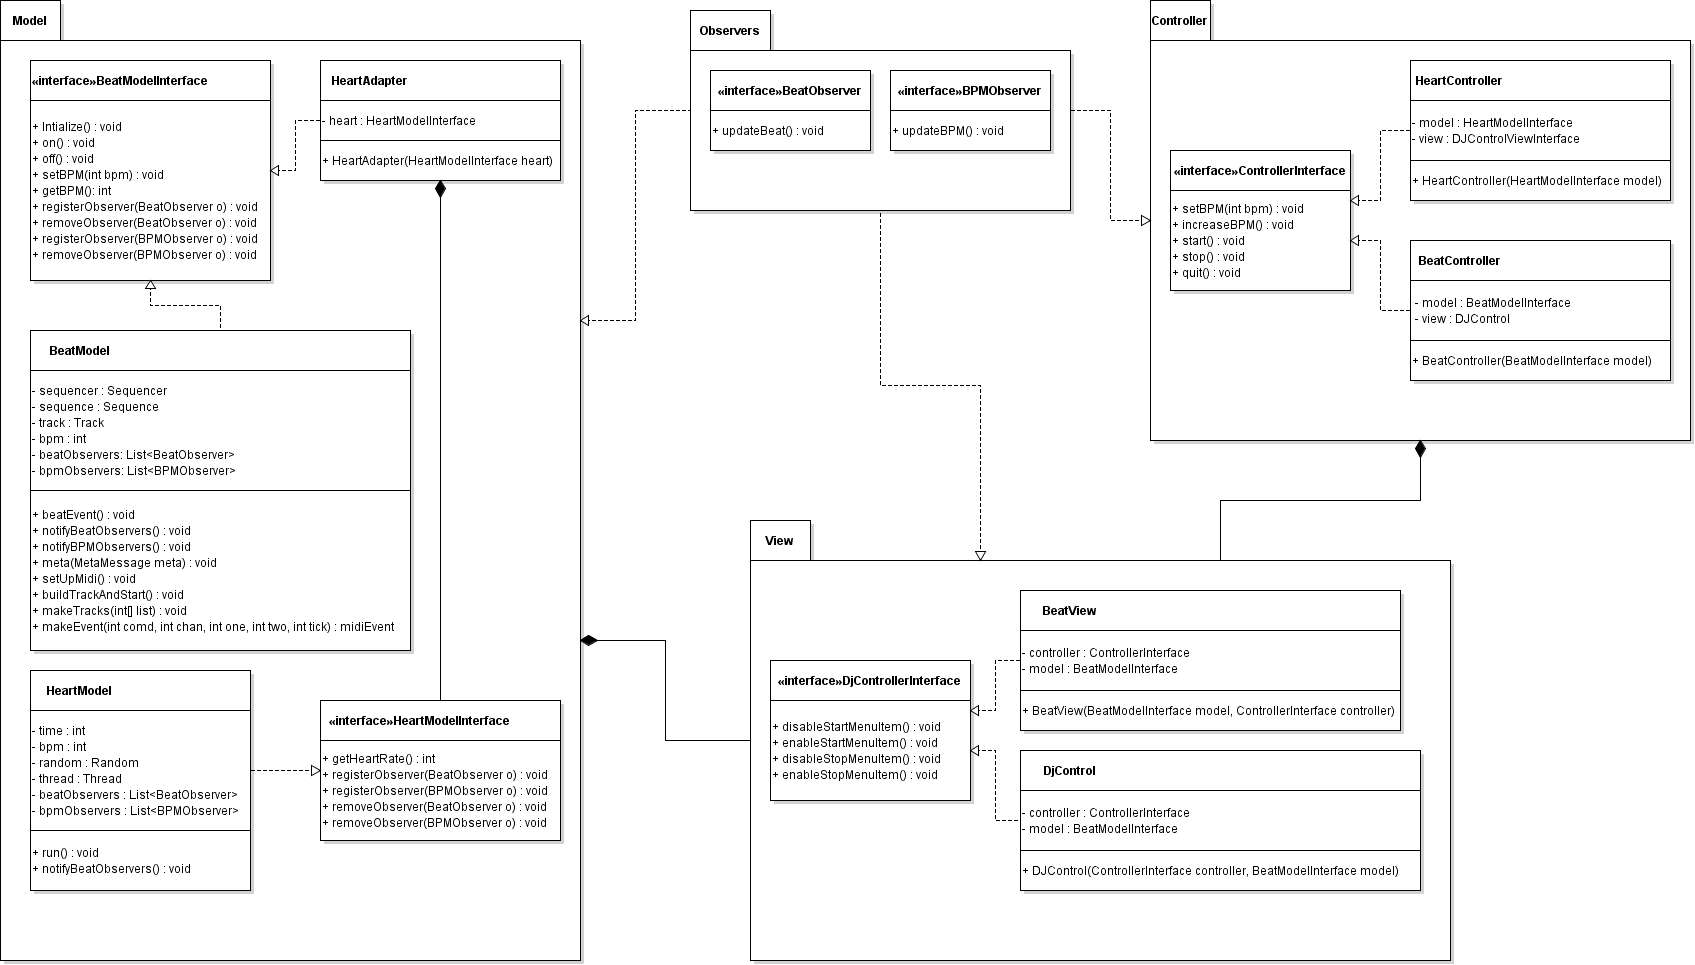 Model
«interface»BeatModelInterface
+ Intialize() : void
+ on() : void
+ off() : void
+ setBPM(int bpm) : void
+ getBPM(): int
+ registerObserver(BeatObserver o) : void
+ removeObserver(BeatObserver o) : void
+ registerObserver(BPMObserver o) : void
+ removeObserver(BPMObserver o) : void
HeartAdapter
- heart : HeartModelInterface
+ HeartAdapter(HeartModelInterface heart)
BeatModel
- sequencer : Sequencer
- sequence : Sequence
- track : Track
- bpm : int
- beatObservers: List<BeatObserver>
- bpmObservers: List<BPMObserver>
+ beatEvent() : void
+ notifyBeatObservers() : void
+ notifyBPMObservers() : void
+ meta(MetaMessage meta) : void
+ setUpMidi() : void
+ buildTrackAndStart() : void
+ makeTracks(int[] list) : void
+ makeEvent(int comd, int chan, int one, int two, int tick) : midiEvent
HeartModel
- time : int
- bpm : int
- random : Random
- thread : Thread
- beatObservers : List<BeatObserver>
- bpmObservers : List<BPMObserver>
+ run() : void
+ notifyBeatObservers() : void
«interface»HeartModelInterface
+ getHeartRate() : int
+ registerObserver(BeatObserver o) : void
+ registerObserver(BPMObserver o) : void
+ removeObserver(BeatObserver o) : void
+ removeObserver(BPMObserver o) : void
Observers
«interface»BeatObserver
+ updateBeat() : void
«interface»BPMObserver
+ updateBPM() : void
Controller
«interface»ControllerInterface
+ setBPM(int bpm) : void
+ increaseBPM() : void
+ start() : void
+ stop() : void
+ quit() : void
HeartController
- model : HeartModelInterface
- view : DJControlViewInterface
+ HeartController(HeartModelInterface model)
BeatController
- model : BeatModelInterface
- view : DJControl
+ BeatController(BeatModelInterface model)
View
«interface»DjControllerInterface
+ disableStartMenuItem() : void
+ enableStartMenuItem() : void
+ disableStopMenuItem() : void
+ enableStopMenuItem() : void
BeatView
- controller : ControllerInterface
- model : BeatModelInterface
+ BeatView(BeatModelInterface model, ControllerInterface controller)
DjControl
- controller : ControllerInterface
- model : BeatModelInterface
+ DJControl(ControllerInterface controller, BeatModelInterface model)